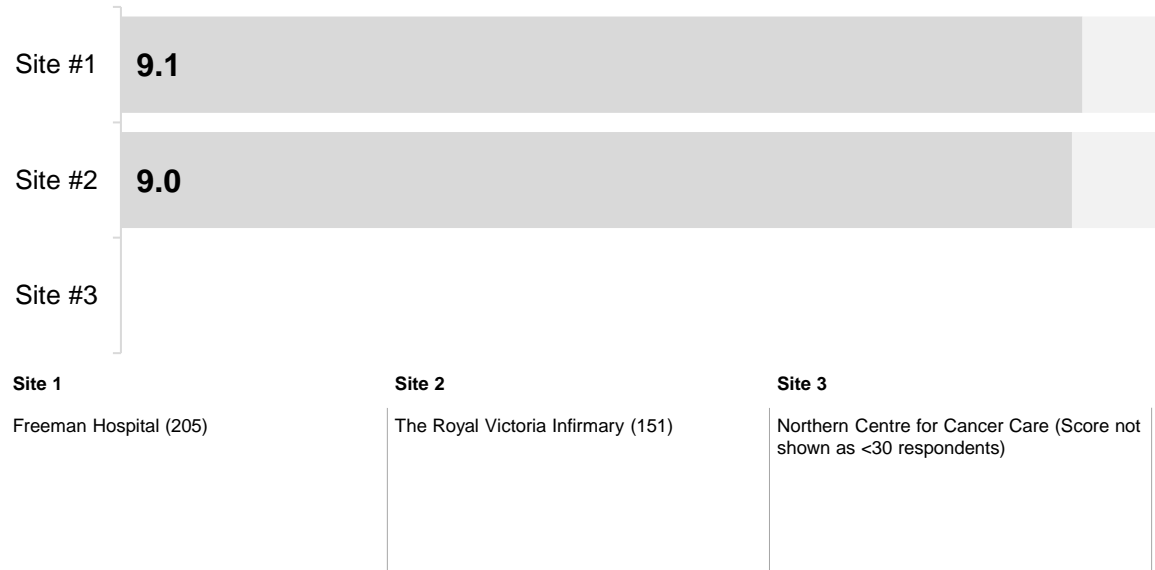 Site #1
9.1
Site #2
9.0
Site #3
Site 1
Site 2
Site 3
Freeman Hospital (205)
The Royal Victoria Infirmary (151)
Northern Centre for Cancer Care (Score not
shown as <30 respondents)